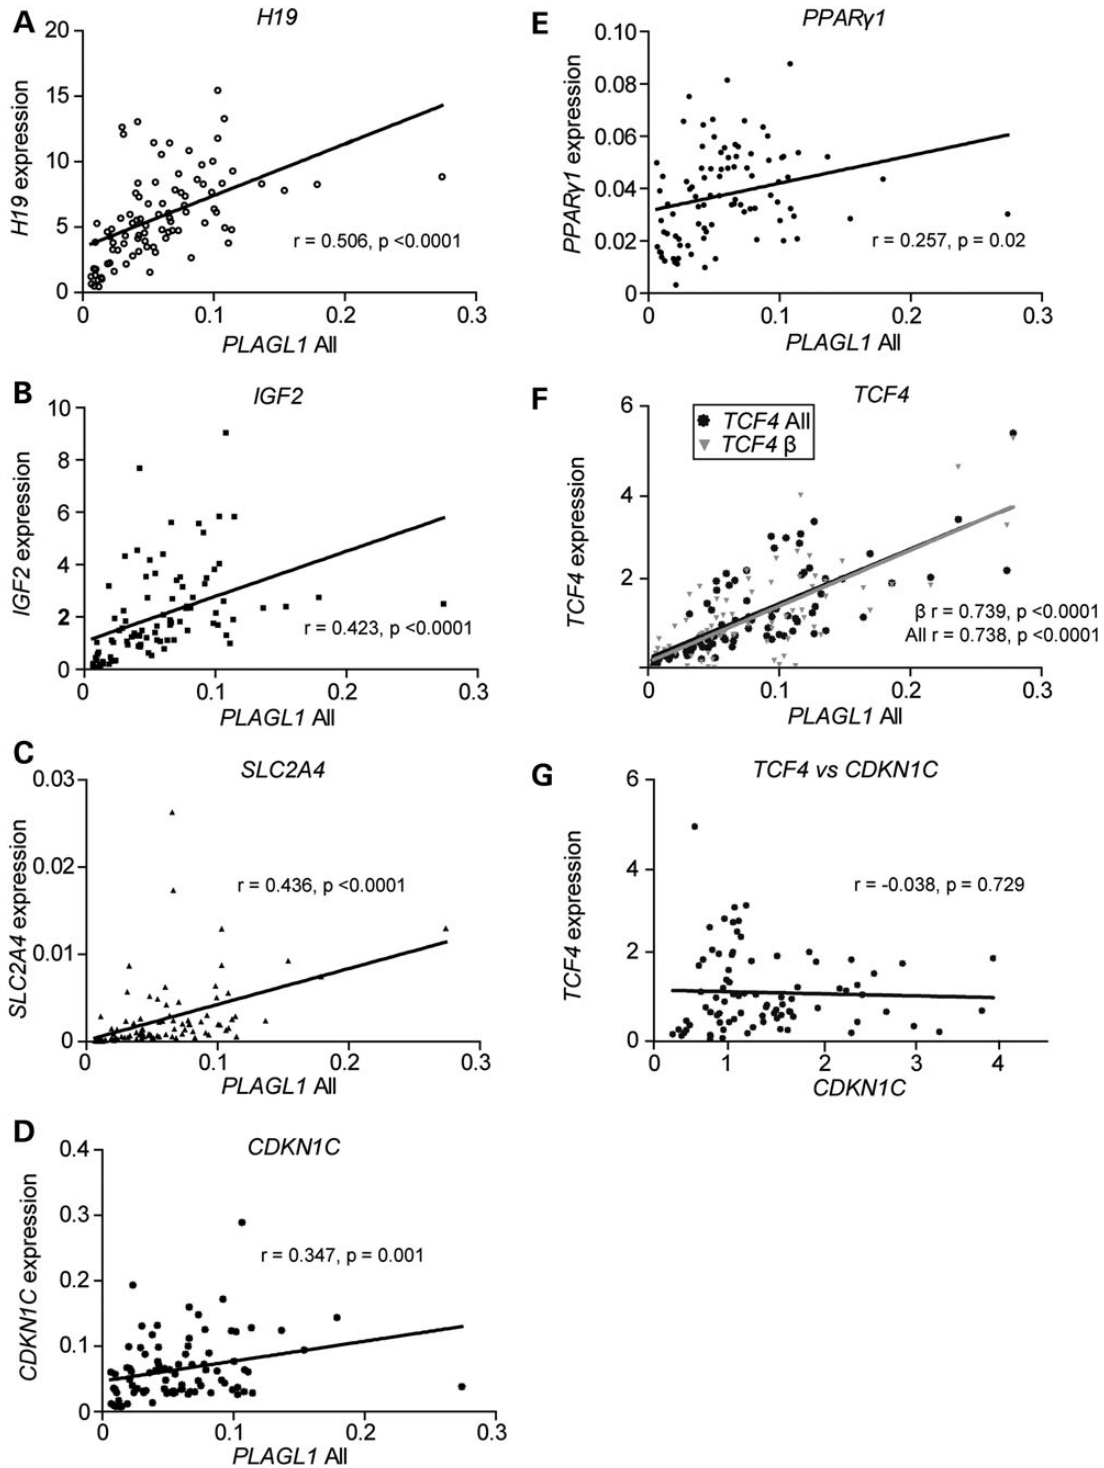 A
H19
20
15
10
5
0
H19 expression
r = 0.506, p <0.0001
0 0.1 0.2 0.3
PLAGL1 All
B
IGF2
10
8
6
4
2
0
IGF2 expression
r = 0.423, p <0.0001
0 0.1 0.2 0.3
PLAGL1 All
C
SLC2A4
0.03
0.02
0.01
0
SLC2A4 expression
r = 0.436, p <0.0001
0 0.1 0.2 0.3
PLAGL1 All
D
CDKN1C
0.4
0.3
0.2
0.1
0
CDKN1C expression
r = 0.347, p = 0.001
0 0.1 0.2 0.3
PLAGL1 All
E
PPARγ1
0.10
0.08
0.06
0.04
0.02
0
PPARγ1 expression
r = 0.257, p = 0.02
0 0.1 0.2 0.3
PLAGL1 All
F
TCF4
6
4
2
TCF4 expression
TCF4 All
TCF4 β
β r = 0.739, p <0.0001
All r = 0.738, p <0.0001
0 0.1 0.2 0.3
PLAGL1 All
G
TCF4 vs CDKN1C
6
4
2
0
TCF4 expression
r = -0.038, p = 0.729
0 1 2 3 4
CDKN1C